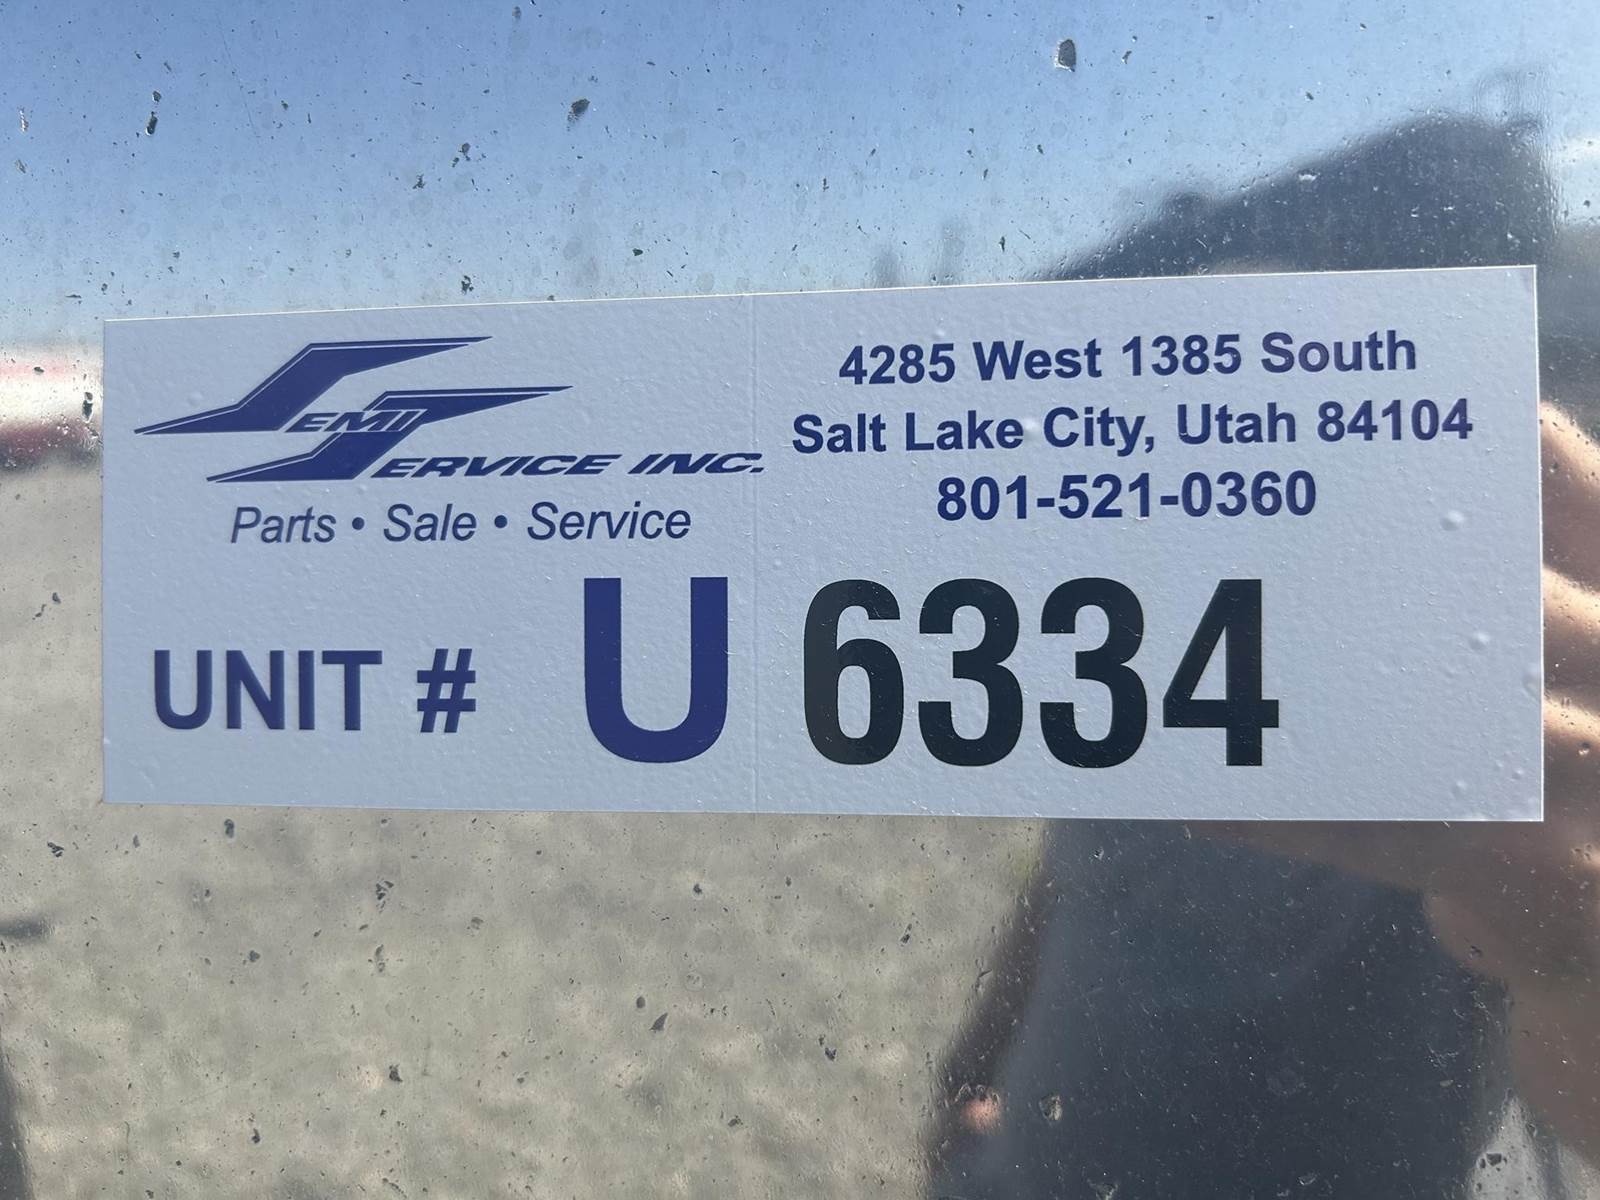 SEMI
SERVICE INC.
Parts • Sale • Service
4285 West 1385 South
Salt Lake City, Utah 84104
801-521-0360
UNIT # U 6334